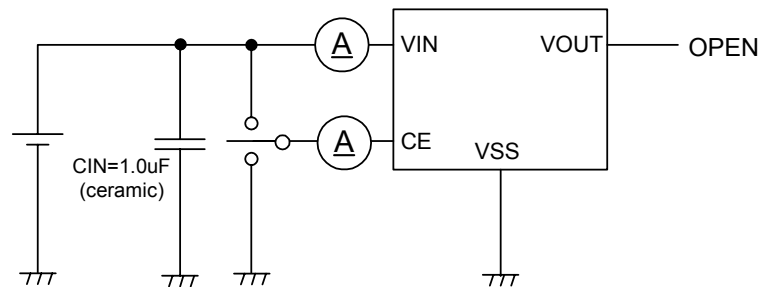 A
VIN
VOUT
OPEN
A
CE
VSS
CIN=1.0uF
(ceramic)